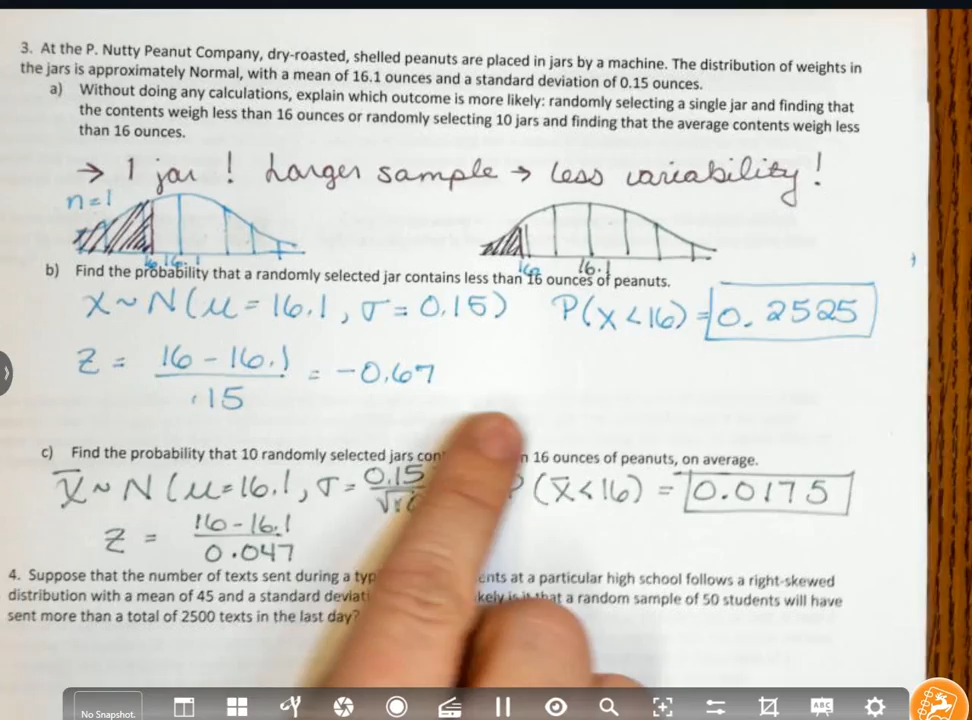 3. At the P. Nutty Peanut Company, dry-roasted, shelled peanuts are placed in jars by a machine. The distribution of weights in
the jars is approximately Normal, with a mean of 16.1 ounces and a standard deviation of 0.15 ounces.
a) Without doing any calculations, explain which outcome is more likely: randomly selecting a single jar and finding that
the contents weigh less than 16 ounces or randomly selecting 10 jars and finding that the average contents weigh less
than 16 ounces.
→ 1 jar! Larger sample → Less variability!
n=1
16 16.1 16 16.1
b) Find the probability that a randomly selected jar contains less than 16 ounces of peanuts.
X~N(μ=16.1, σ=0.15) P(X<16)=0.2525
Z = 16-16.1 = -0.67
.15
c) Find the probability that 10 randomly selected jars 16 ounces of peanuts, on average.
X̄~N(μ=16.1, σ=0.15 (X̄<16) = 0.0175
Z = 16-16.1
0.047
4. Suppose that the number of texts sent during a at a particular high school follows a right-skewed
distribution with a mean of 45 and a standard that a random sample of 50 students will have
sent more than a total of 2500 texts in the last day?
No Snapshot.
ABC